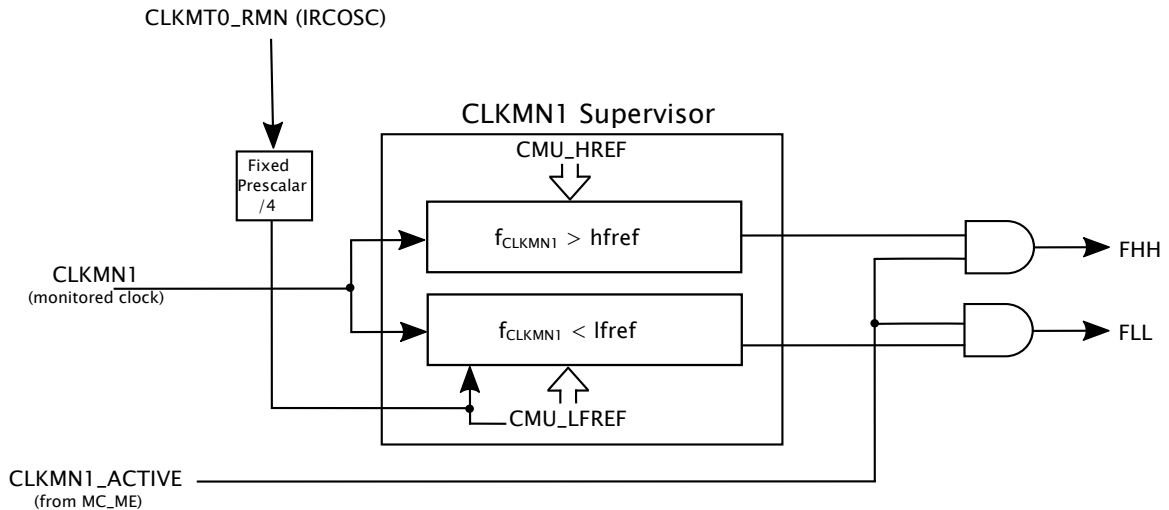 CLKMT0_RMN (IRCOSC)
CLKMN1 Supervisor
CMU_HREF
Fixed
Prescalar
/4
fCLKMN1 > hfref
FHH
CLKMN1
(monitored clock)
fCLKMN1 < lfref
FLL
CMU_LFREF
CLKMN1_ACTIVE
(from MC_ME)